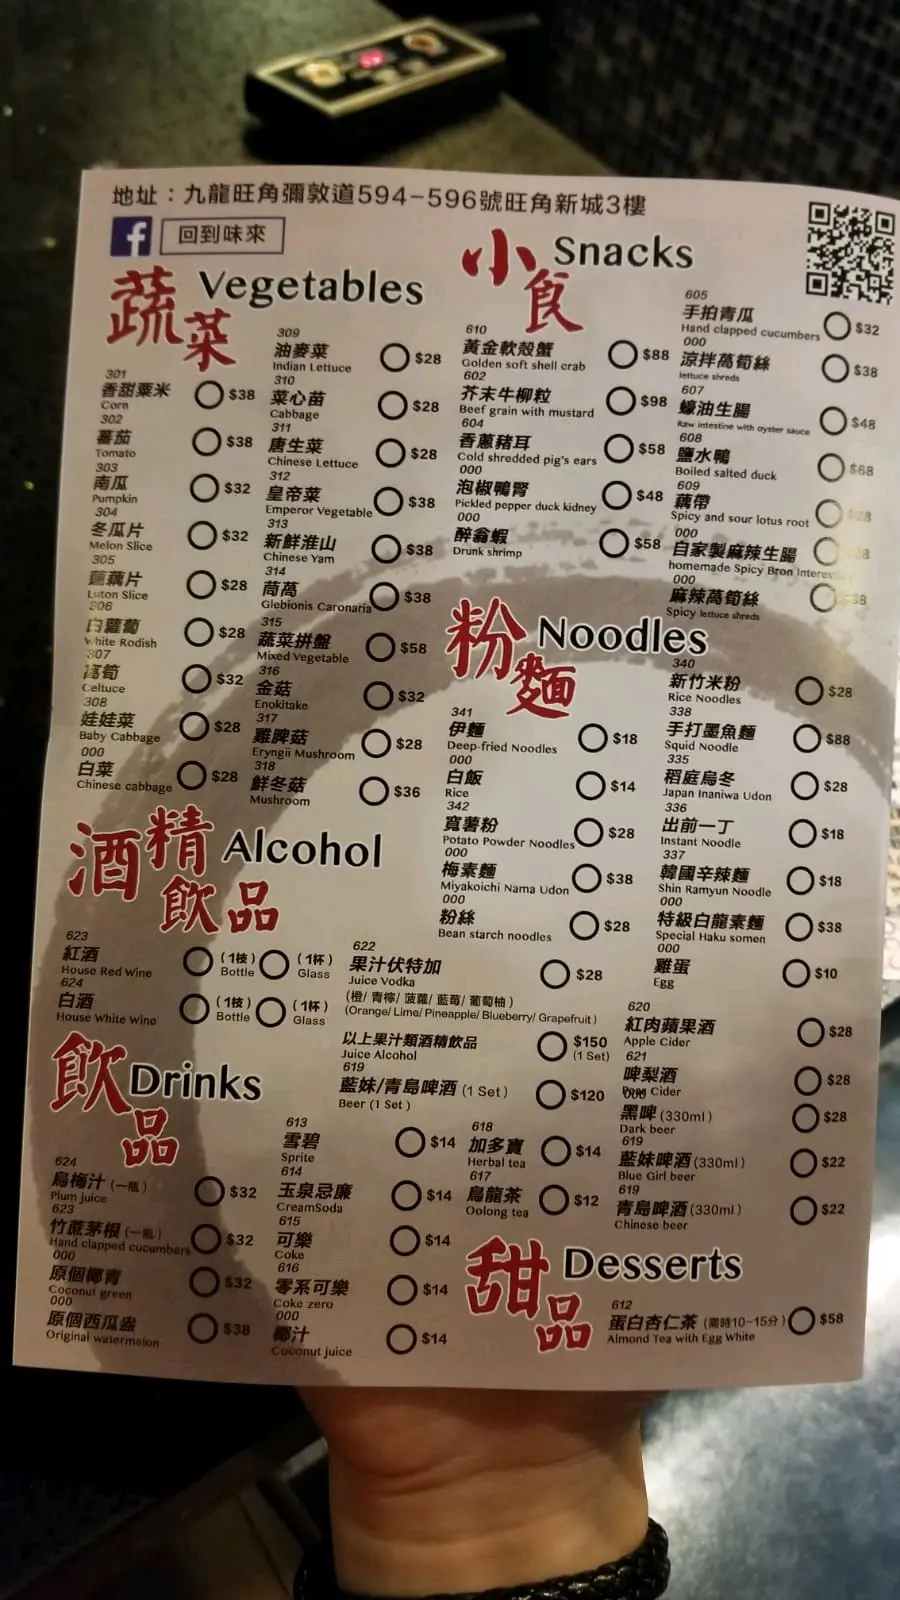 地址：九龍旺角彌敦道594-596號旺角新城3樓
回到味來
蔬菜 Vegetables
301
香甜粟米 $38
Corn
302
蕃茄 $38
Tomato
303
南瓜 $32
Pumpkin
304
冬瓜片 $32
Melon Slice
305
蓮藕片 $28
Luton Slice
306
白蘿蔔 $28
White Rodish
307
萵筍 $32
Celtuce
308
娃娃菜 $28
Baby Cabbage
000
白菜 $28
Chinese cabbage
309
油麥菜 $28
Indian Lettuce
310
菜心苗 $28
Cabbage
311
唐生菜 $28
Chinese Lettuce
312
皇帝菜 $38
Emperor Vegetable
313
新鮮淮山 $38
Chinese Yam
314
茼萵 $38
Glebionis Caronaria
315
蔬菜拼盤 $58
Mixed Vegetable
316
金菇 $32
Enokitake
317
雞脾菇 $28
Eryngii Mushroom
318
鮮冬菇 $36
Mushroom
小食 Snacks
610
黃金軟殼蟹 $88
Golden soft shell crab
602
芥末牛柳粒 $98
Beef grain with mustard
604
香蔥豬耳 $58
Cold shredded pig's ears
000
泡椒鴨腎 $48
Pickled pepper duck kidney
000
醉翁蝦 $58
Drunk shrimp
605
手拍青瓜 $32
Hand clapped cucumbers
000
涼拌萵筍絲 $38
lettuce shreds
607
蠔油生腸 $48
Raw intestine with oyster sauce
608
鹽水鴨 $68
Boiled salted duck
609
藕帶
Spicy and sour lotus root
000
自家製麻辣生腸
homemade Spicy Bron
000
麻辣萵筍絲
Spicy lettuce shreds
粉麵 Noodles
341
伊麵 $18
Deep-fried Noodles
000
白飯 $14
Rice
342
寬薯粉 $28
Potato Powder Noodles
000
梅素麵 $38
Miyakoichi Nama Udon
000
粉絲 $28
Bean starch noodles
340
新竹米粉 $28
Rice Noodles
338
手打墨魚麵 $88
Squid Noodle
335
稻庭烏冬 $28
Japan Inaniwa Udon
336
出前一丁 $18
Instant Noodle
337
韓國辛辣麵 $18
Shin Ramyun Noodle
000
特級白龍素麵 $38
Special Haku somen
000
雞蛋 $10
Egg
酒精飲品 Alcohol
623
紅酒 (1枝) (1杯)
House Red Wine Bottle Glass
624
白酒 (1枝) (1杯)
House White Wine Bottle Glass
622
果汁伏特加 $28
Juice Vodka
(橙/ 青檸/ 菠蘿/ 藍莓/ 葡萄柚)
(Orange/ Lime/ Pineapple/ Blueberry/ Grapefruit)
以上果汁類酒精飲品 $150
Juice Alcohol (1 Set)
619
藍妹/青島啤酒 (1 Set) $120
Beer (1 Set)
620
紅肉蘋果酒 $28
Apple Cider
621
啤梨酒 $28
Cider
000
黑啤 (330ml) $28
Dark beer
619
藍妹啤酒 (330ml) $22
Blue Girl beer
619
青島啤酒 (330ml) $22
Chinese beer
飲品 Drinks
624
烏梅汁 (一瓶) $32
Plum juice
623
竹蔗茅根 (一瓶) $32
Hand clapped cucumbers
000
原個椰青 $32
Coconut green
000
原個西瓜盅 $38
Original watermelon
613
雪碧 $14
Sprite
614
玉泉忌廉 $14
CreamSoda
615
可樂 $14
Coke
616
零系可樂 $14
Coke zero
000
椰汁 $14
Coconut juice
618
加多寶 $14
Herbal tea
617
烏龍茶 $12
Oolong tea
甜品 Desserts
612
蛋白杏仁茶 (需時10-15分) $58
Almond Tea with Egg White